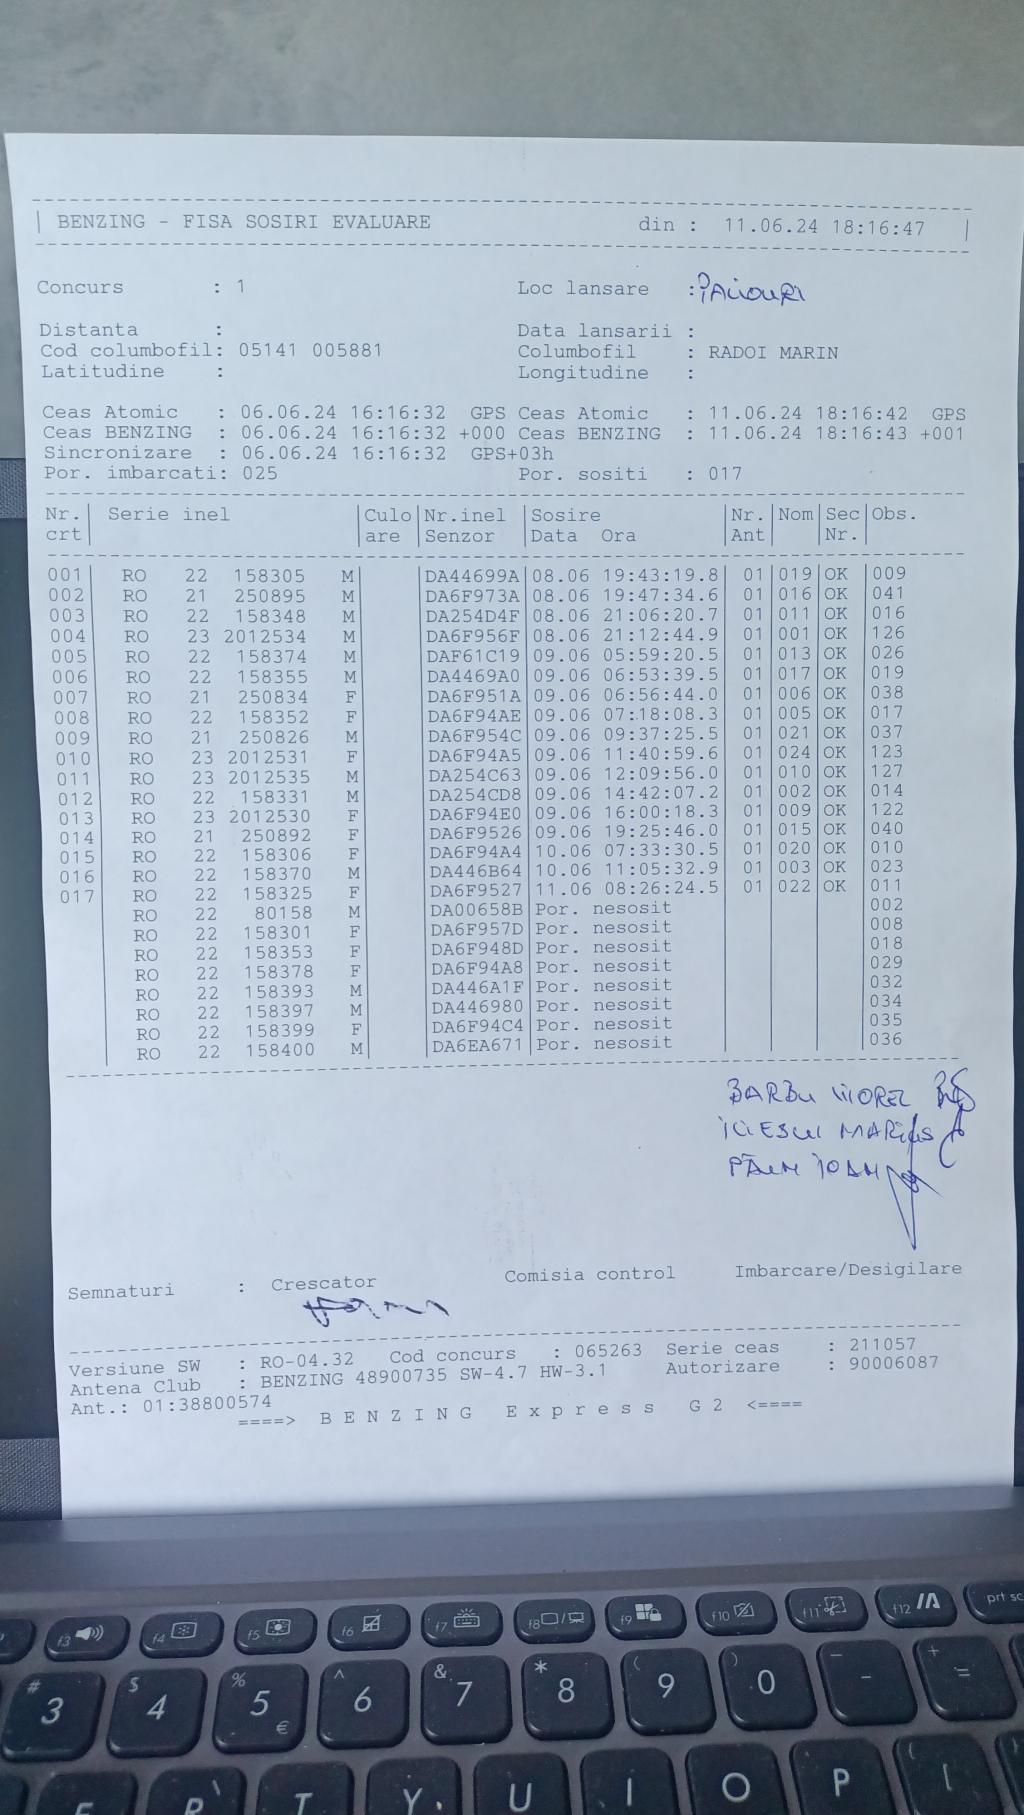 BENZING - FISA SOSIRI EVALUARE din : 11.06.24 18:16:47
Concurs : 1 Loc lansare : PALIOURI
Distanta : Data lansarii :
Cod columbofil: 05141 005881 Columbofil : RADOI MARIN
Latitudine : Longitudine :
Ceas Atomic : 06.06.24 16:16:32 GPS Ceas Atomic : 11.06.24 18:16:42 GPS
Ceas BENZING : 06.06.24 16:16:32 +000 Ceas BENZING : 11.06.24 18:16:43 +001
Sincronizare : 06.06.24 16:16:32 GPS+03h
Por. imbarcati: 025 Por. sositi : 017
Nr. Serie inel Culo Nr.inel Sosire Nr. Nom Sec Obs.
crt are Senzor Data Ora Ant Nr.
001 RO 22 158305 M DA44699A 08.06 19:43:19.8 01 019 OK 009
002 RO 21 250895 M DA6F973A 08.06 19:47:34.6 01 016 OK 041
003 RO 22 158348 M DA254D4F 08.06 21:06:20.7 01 011 OK 016
004 RO 23 2012534 M DA6F956F 08.06 21:12:44.9 01 001 OK 126
005 RO 22 158374 M DAF61C19 09.06 05:59:20.5 01 013 OK 026
006 RO 22 158355 M DA4469A0 09.06 06:53:39.5 01 017 OK 019
007 RO 21 250834 F DA6F951A 09.06 06:56:44.0 01 006 OK 038
008 RO 22 158352 F DA6F94AE 09.06 07:18:08.3 01 005 OK 017
009 RO 21 250826 M DA6F954C 09.06 09:37:25.5 01 021 OK 037
010 RO 23 2012531 F DA6F94A5 09.06 11:40:59.6 01 024 OK 123
011 RO 23 2012535 M DA254C63 09.06 12:09:56.0 01 010 OK 127
012 RO 22 158331 M DA254CD8 09.06 14:42:07.2 01 002 OK 014
013 RO 23 2012530 F DA6F94E0 09.06 16:00:18.3 01 009 OK 122
014 RO 21 250892 F DA6F9526 09.06 19:25:46.0 01 015 OK 040
015 RO 22 158306 F DA6F94A4 10.06 07:33:30.5 01 020 OK 010
016 RO 22 158370 M DA446B64 10.06 11:05:32.9 01 003 OK 023
017 RO 22 158325 F DA6F9527 11.06 08:26:24.5 01 022 OK 011
RO 22 80158 M DA00658B Por. nesosit 002
RO 22 158301 F DA6F957D Por. nesosit 008
RO 22 158353 F DA6F948D Por. nesosit 018
RO 22 158378 F DA6F94A8 Por. nesosit 029
RO 22 158393 M DA446A1F Por. nesosit 032
RO 22 158397 M DA446980 Por. nesosit 034
RO 22 158399 F DA6F94C4 Por. nesosit 035
RO 22 158400 M DA6EA671 Por. nesosit 036
BARBU VIOREL
ILIESCU MARIUS
PĂUN IOAN
Semnaturi : Crescator Comisia control Imbarcare/Desigilare
Versiune SW : RO-04.32 Cod concurs : 065263 Serie ceas : 211057
Antena Club : BENZING 48900735 SW-4.7 HW-3.1 Autorizare : 90006087
Ant.: 01:38800574
====> B E N Z I N G E x p r e s s G 2 <====
f3 f4 f5 f6 f7 f8 f9 f10 f11 f12 prt sc
# 3 $ 4 % 5 € ^ 6 & 7 * 8 ( 9 ) 0 - + =
E R T Y U I O P